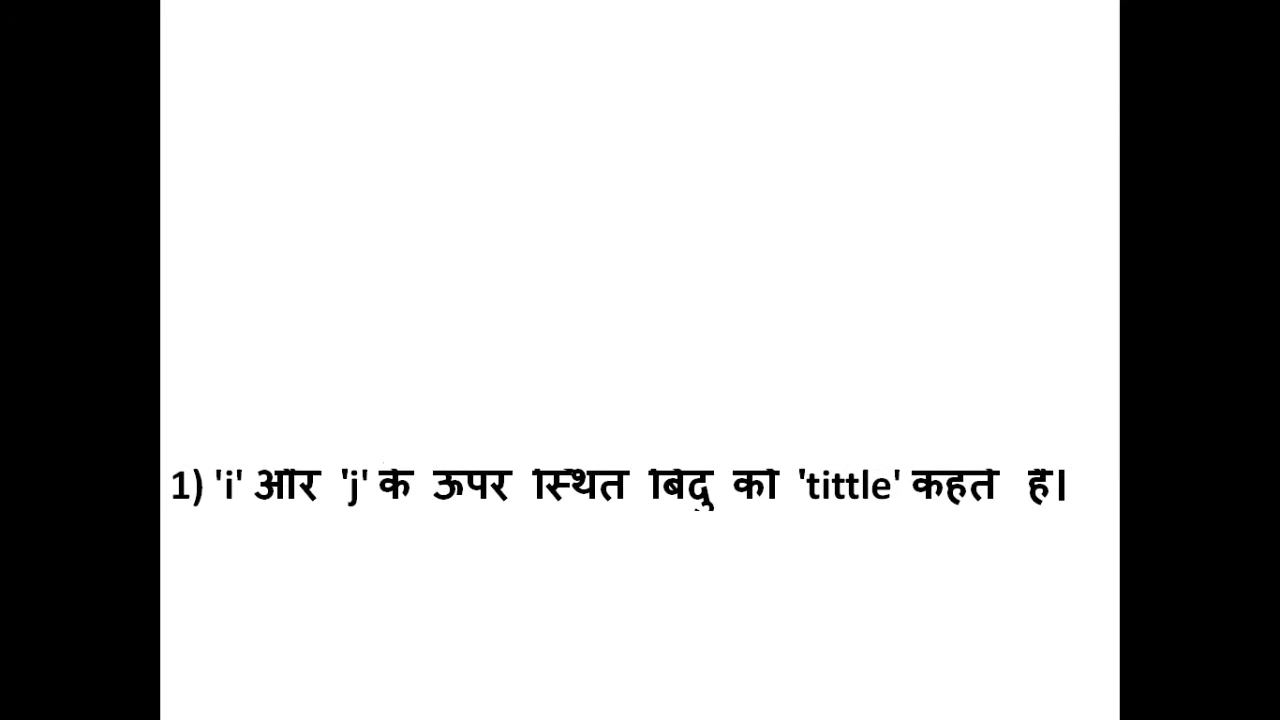 1) 'i' और 'j' के ऊपर स्थित बिंदु को 'tittle' कहते हैं।